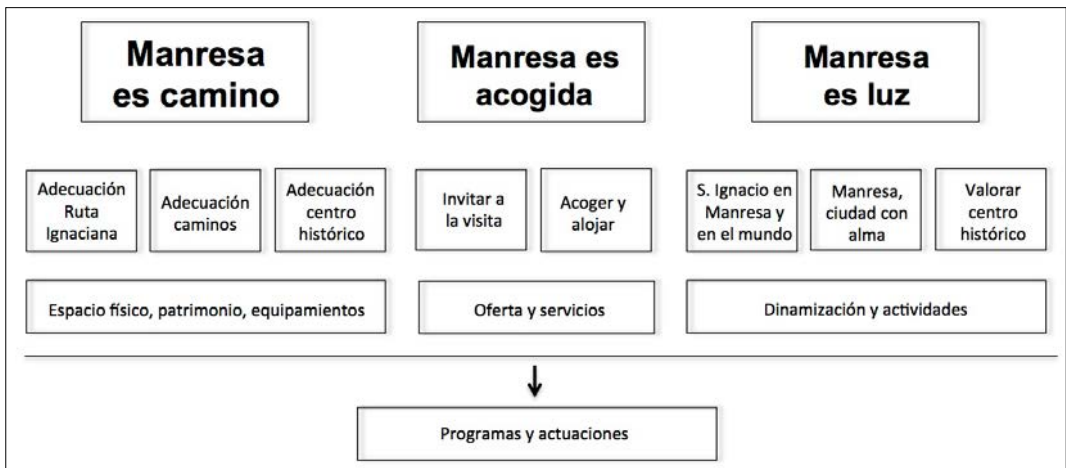 Manresa
es camino
Manresa es
acogida
Manresa
es luz
Adecuación
Ruta
Ignaciana
Adecuación
caminos
Adecuación
centro
histórico
Invitar a
la visita
Acoger y
alojar
S. Ignacio en
Manresa y
en el mundo
Manresa,
ciudad con
alma
Valorar
centro
histórico
Espacio físico, patrimonio, equipamientos
Oferta y servicios
Dinamización y actividades
Programas y actuaciones